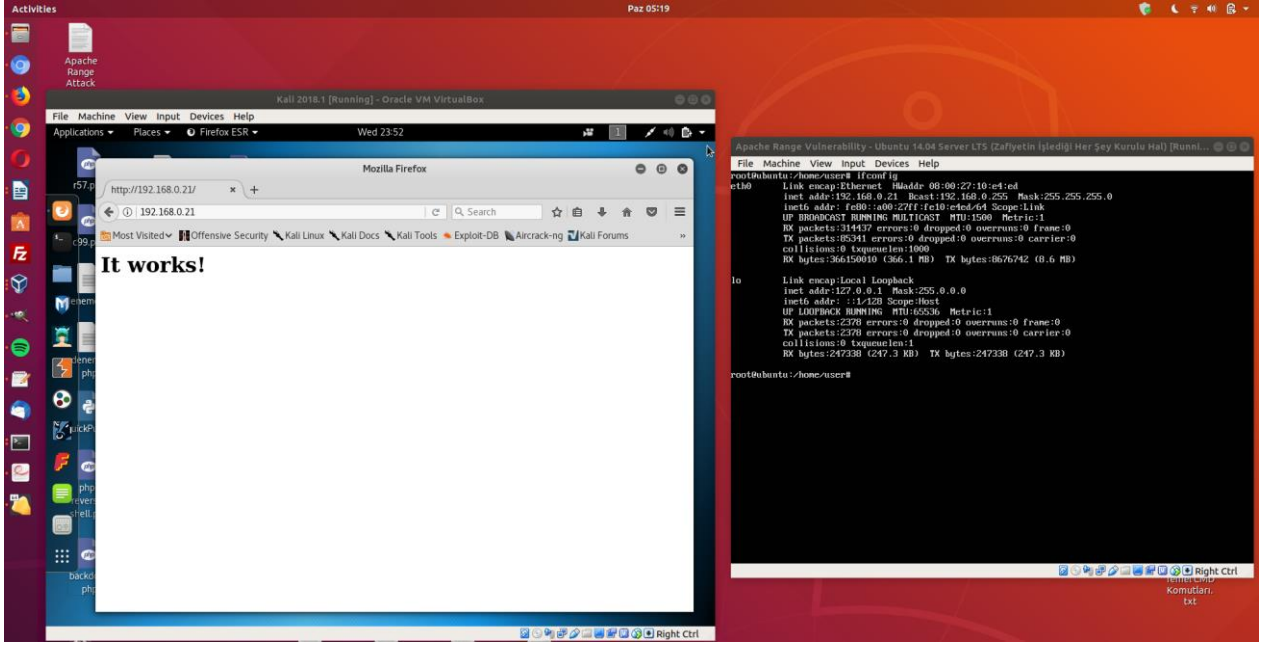 Activities
Paz 05:19
Apache
Range
Attack
Kali 2018.1 [Running] - Oracle VM VirtualBox
File Machine View Input Devices Help
Applications Places Firefox ESR Wed 23:52 1
Mozilla Firefox
r57.p
http://192.168.0.21/ × +
192.168.0.21 Search
c99.p
Most Visited Offensive Security Kali Linux Kali Docs Kali Tools Exploit-DB Aircrack-ng Kali Forums »
It works!
php
revers
shell.p
backdo
php
Right Ctrl
Apache Range Vulnerability - Ubuntu 14.04 Server LTS (Zafiyetin İşlediği Her Şey Kurulu Hal) [Runni...
File Machine View Input Devices Help
root@ubuntu:/home/user# ifconfig
eth0 Link encap:Ethernet HWaddr 08:00:27:10:e4:ed
inet addr:192.168.0.21 Bcast:192.168.0.255 Mask:255.255.255.0
inet6 addr: fe80::a00:27ff:fe10:e4ed/64 Scope:Link
UP BROADCAST RUNNING MULTICAST MTU:1500 Metric:1
RX packets:314437 errors:0 dropped:0 overruns:0 frame:0
TX packets:85341 errors:0 dropped:0 overruns:0 carrier:0
collisions:0 txqueuelen:1000
RX bytes:366150010 (366.1 MB) TX bytes:8676742 (8.6 MB)
lo Link encap:Local Loopback
inet addr:127.0.0.1 Mask:255.0.0.0
inet6 addr: ::1/128 Scope:Host
UP LOOPBACK RUNNING MTU:65536 Metric:1
RX packets:2378 errors:0 dropped:0 overruns:0 frame:0
TX packets:2378 errors:0 dropped:0 overruns:0 carrier:0
collisions:0 txqueuelen:1
RX bytes:247338 (247.3 KB) TX bytes:247338 (247.3 KB)
root@ubuntu:/home/user#
Right Ctrl
Temel CMD
Komutları.
txt